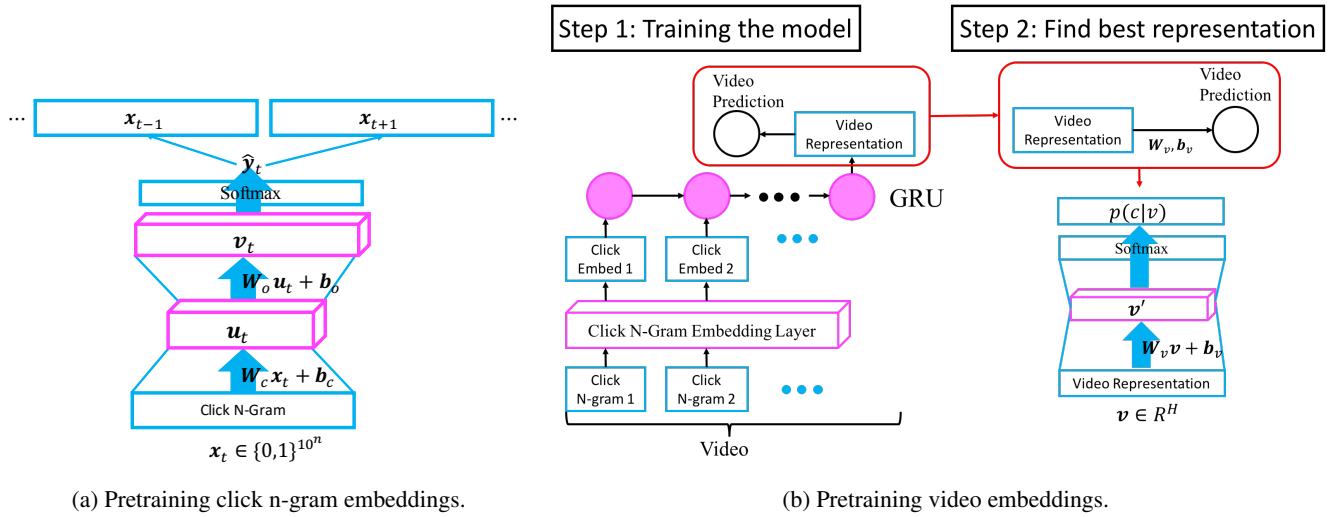 ... 𝒙_{t−1} 𝒙_{t+1} ...
ŷ_t
Softmax
𝒗_t
𝑾_o 𝒖_t + 𝒃_o
𝒖_t
𝑾_c 𝒙_t + 𝒃_c
Click N-Gram
𝒙_t ∈ {0,1}^{10^n}
(a) Pretraining click n-gram embeddings.
Step 1: Training the model
Video
Prediction
Video
Representation
GRU
Click
Embed 1
Click
Embed 2
Click N-Gram Embedding Layer
Click
N-gram 1
Click
N-gram 2
Video
Step 2: Find best representation
Video
Representation
𝑾_v, 𝒃_v
Video
Prediction
p(c|v)
Softmax
𝒗′
𝑾_v 𝒗 + 𝒃_v
Video Representation
𝒗 ∈ R^H
(b) Pretraining video embeddings.